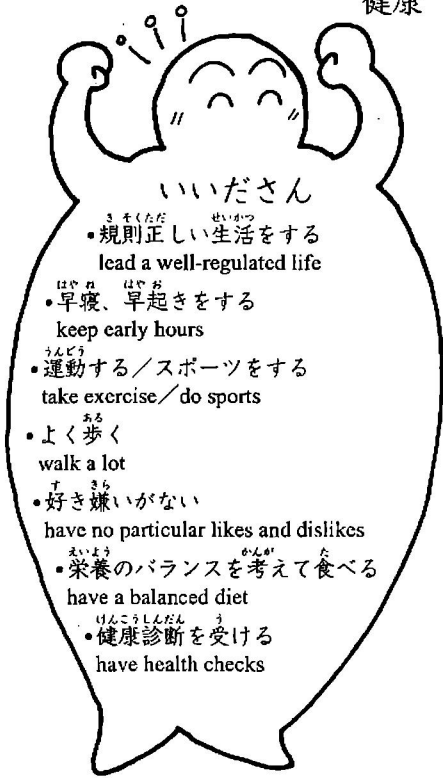 健康
いいださん
・規則正しい生活をする
lead a well-regulated life
・早寝、早起きをする
keep early hours
・運動する／スポーツをする
take exercise／do sports
・よく歩く
walk a lot
・好き嫌いがない
have no particular likes and dislikes
・栄養のバランスを考えて食べる
have a balanced diet
・健康診断を受ける
have health checks